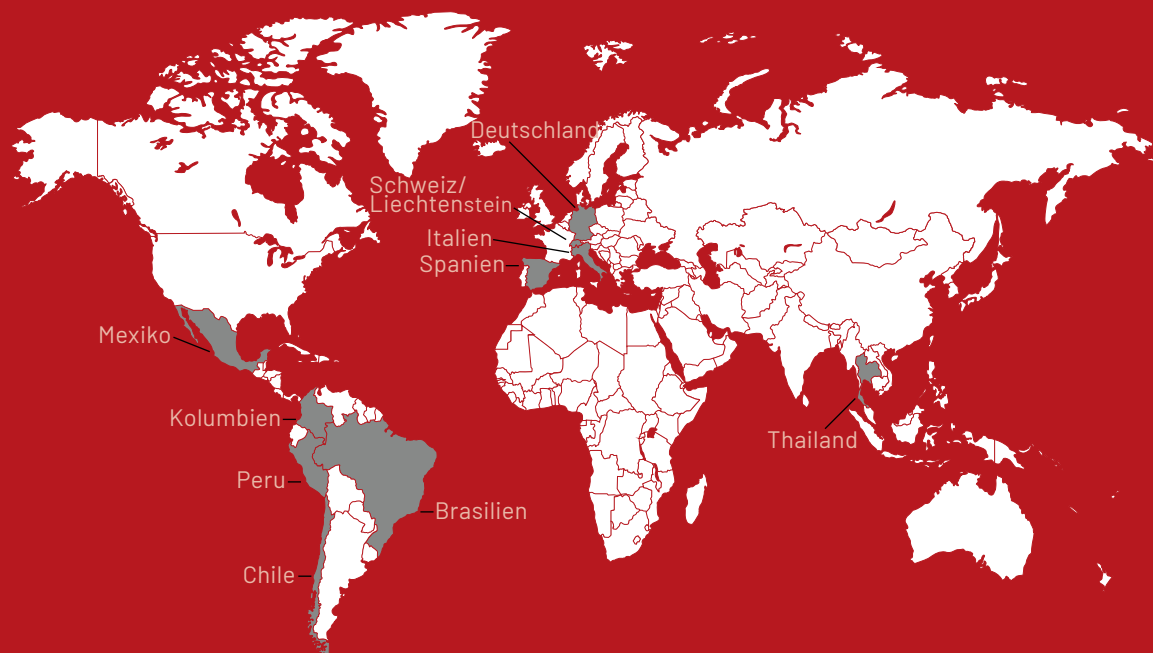 Deutschland
Schweiz/
Liechtenstein
Italien
Spanien
Mexiko
Kolumbien
Thailand
Peru
Brasilien
Chile